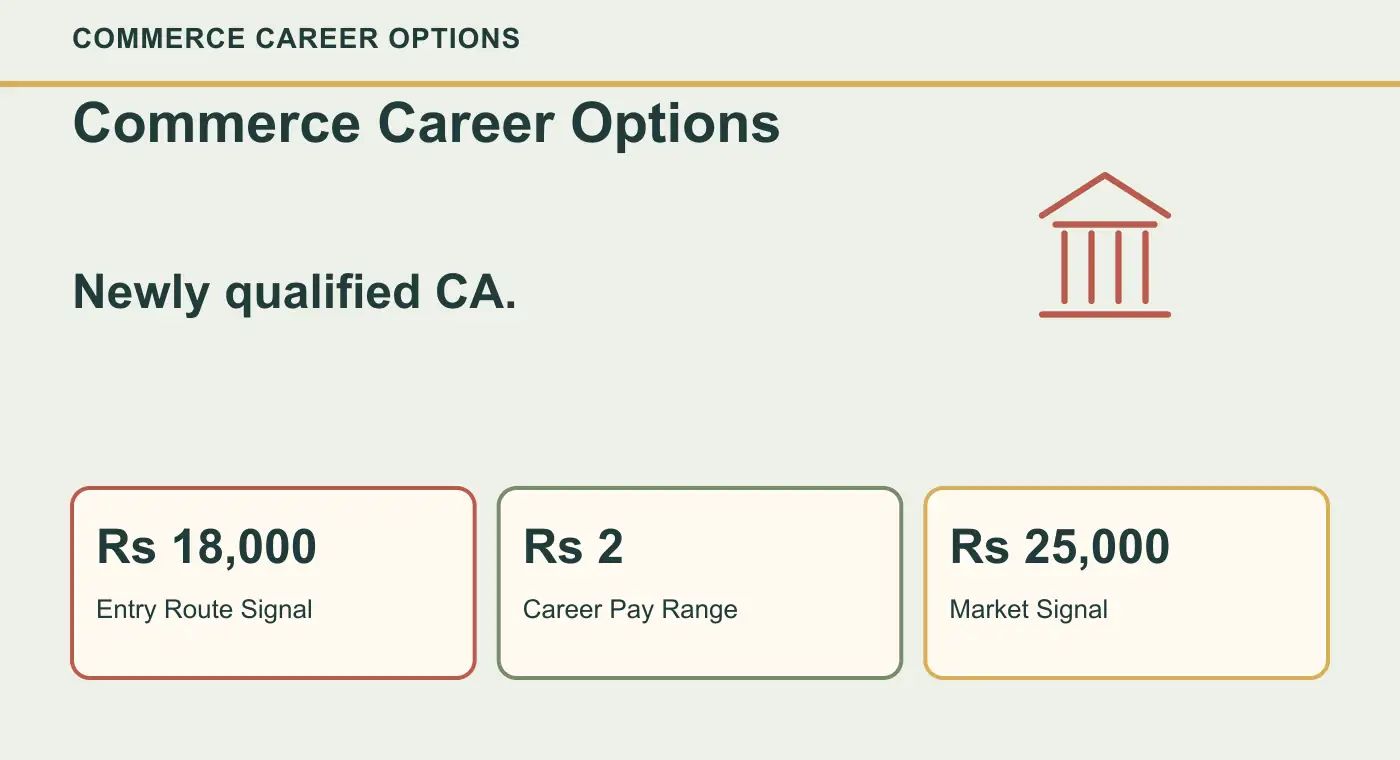 COMMERCE CAREER OPTIONS
Commerce Career Options
Newly qualified CA.
Rs 18,000
Entry Route Signal
Rs 2
Career Pay Range
Rs 25,000
Market Signal